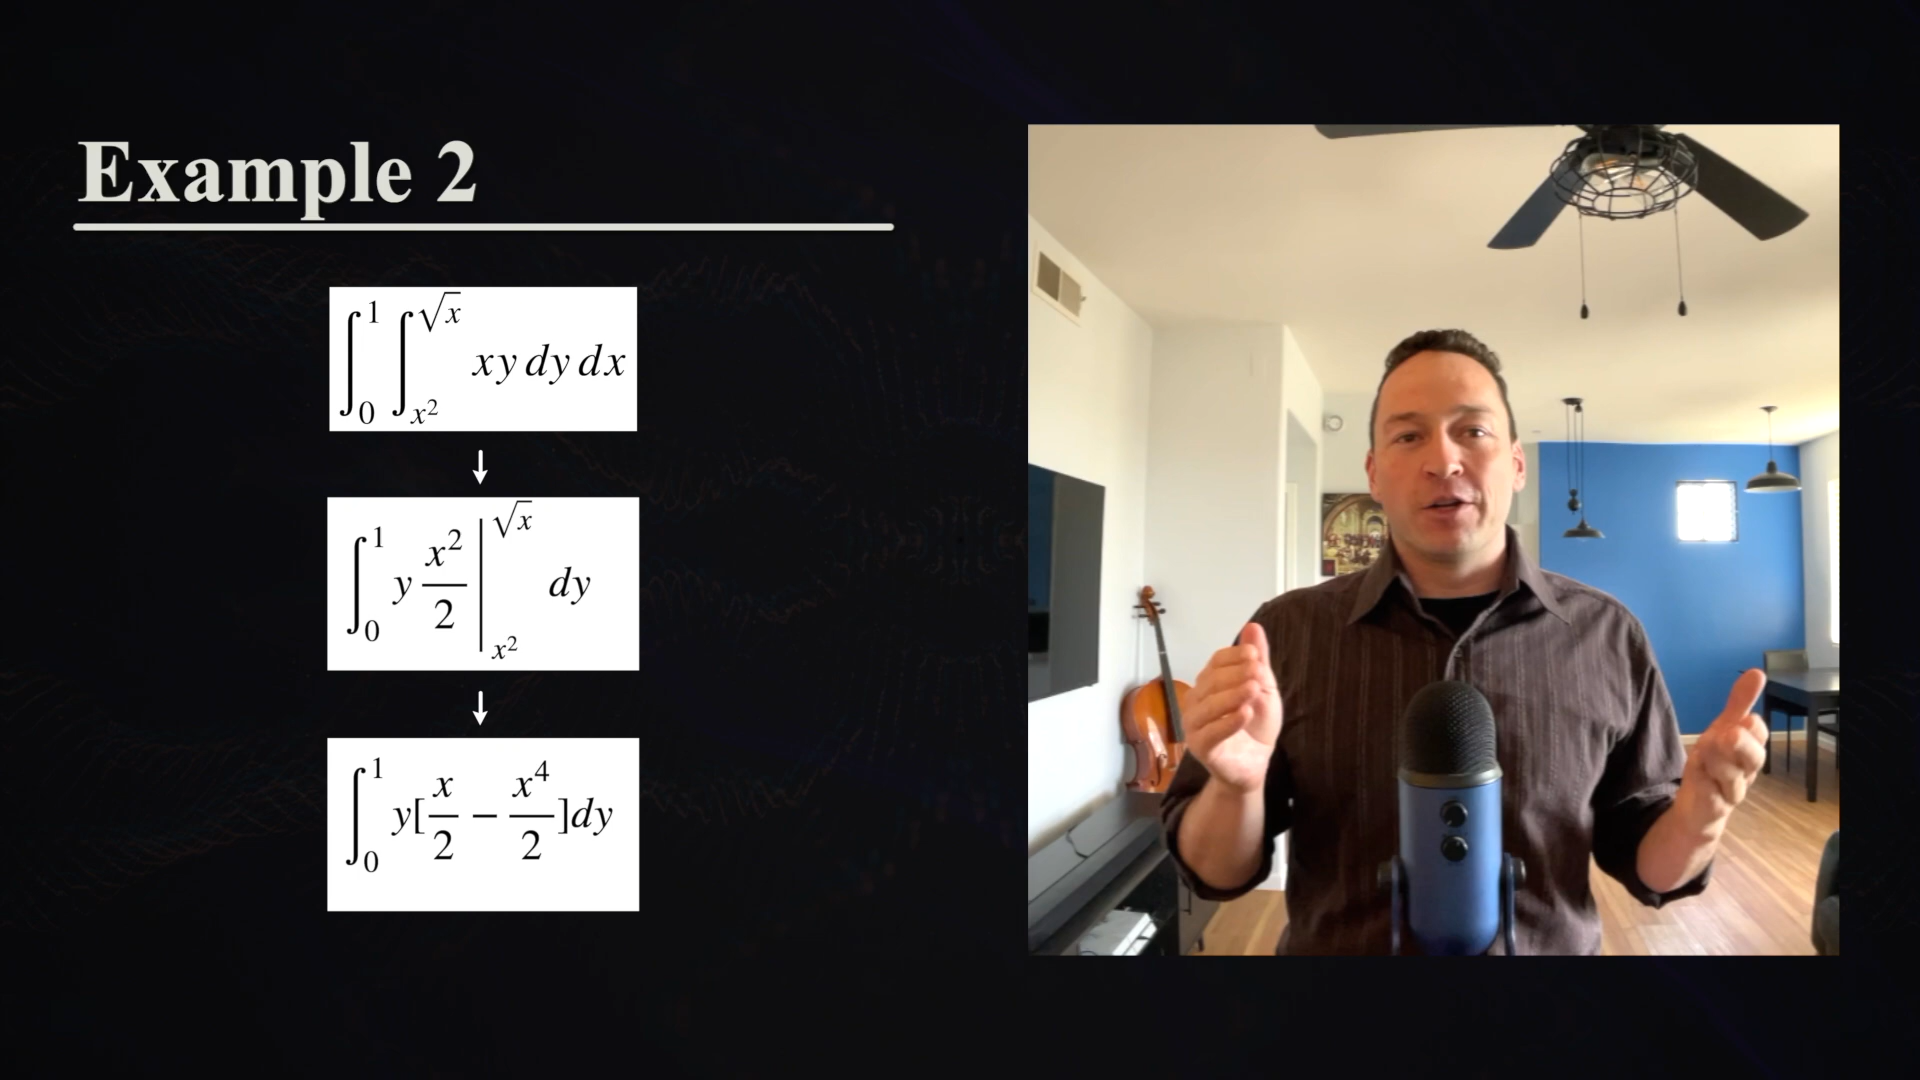 Example 2
∫₀¹ ∫_{x²}^{√x} xy dy dx
↓
∫₀¹ y x²/2 |_{x²}^{√x} dy
↓
∫₀¹ y[x/2 − x⁴/2]dy